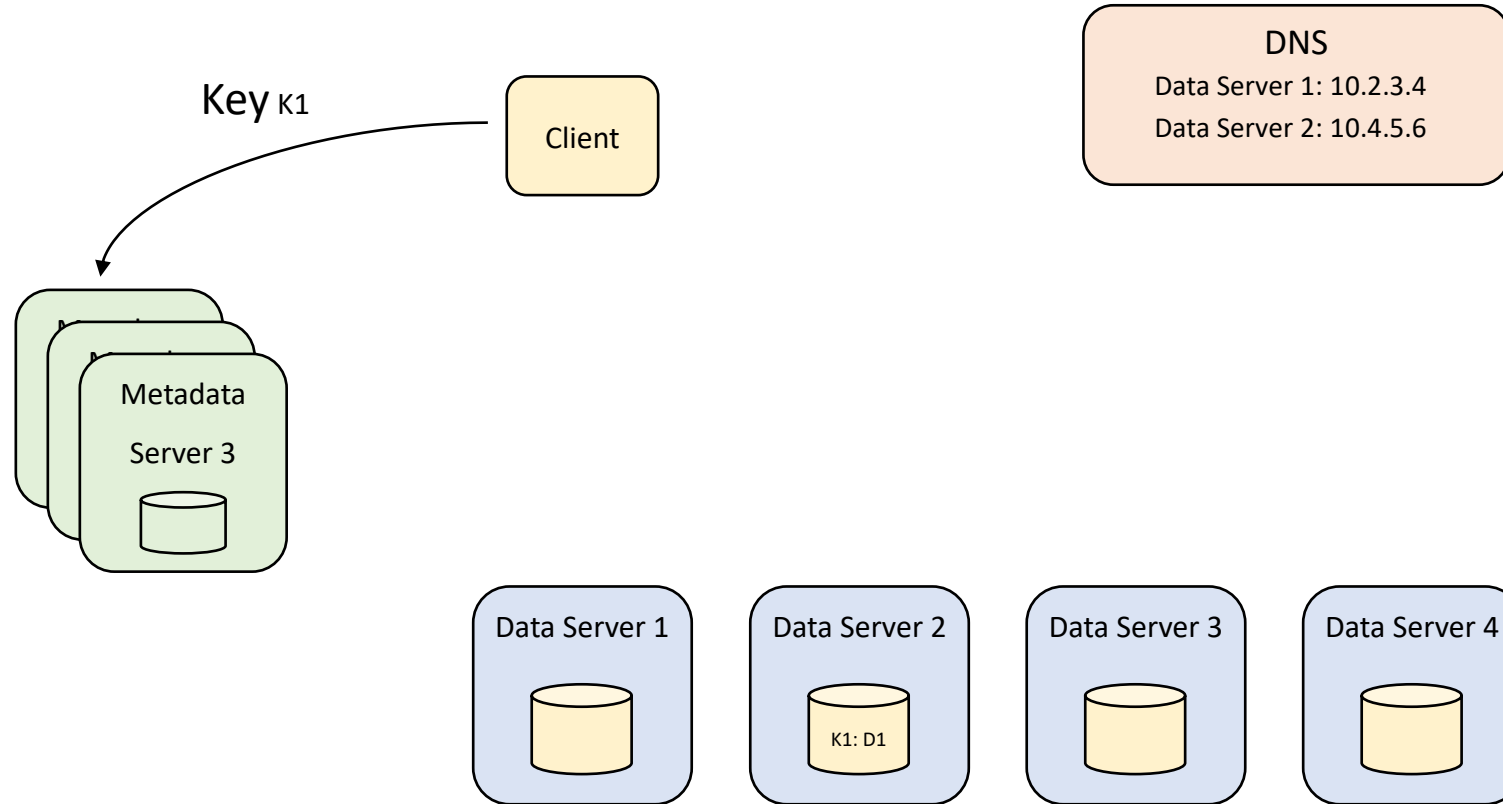 DNS
Data Server 1: 10.2.3.4
Data Server 2: 10.4.5.6
Key K1
Client
Metadata
Server 3
Data Server 1
Data Server 2
Data Server 3
Data Server 4
K1: D1